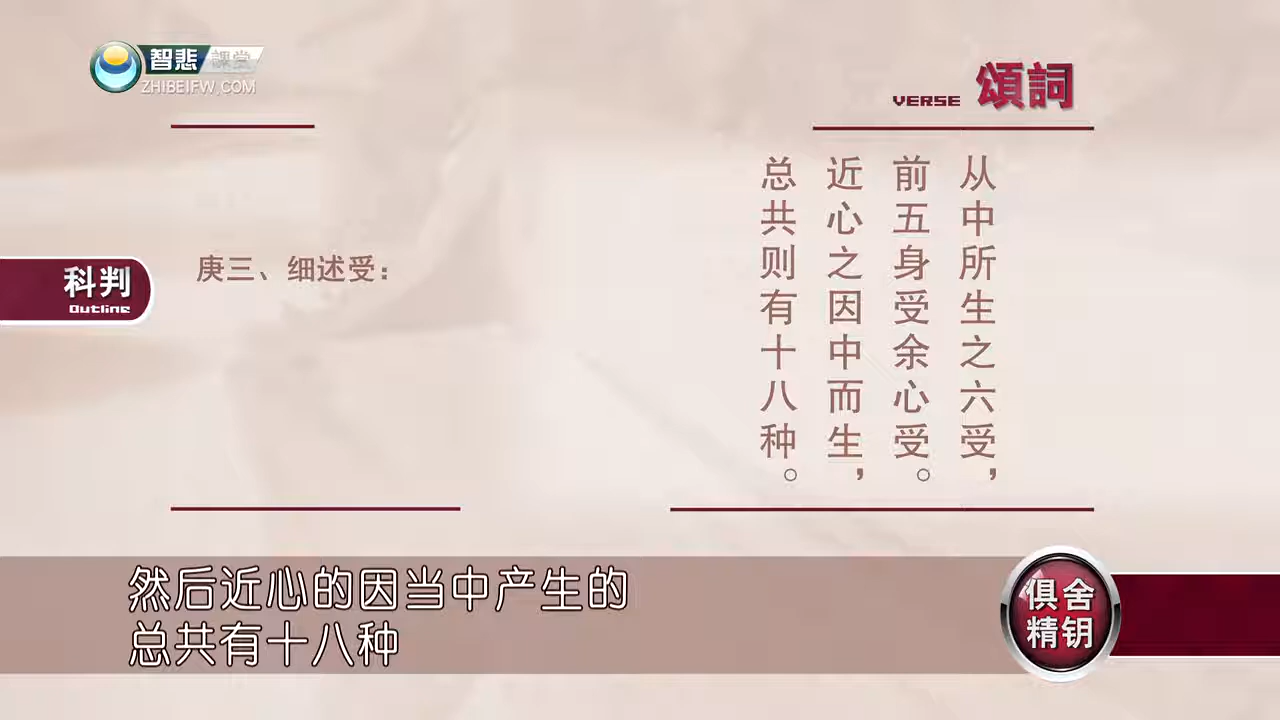 智悲課堂
ZHIBEIFW.COM
VERSE 頌詞
从中所生之六受，
前五身受余心受。
近心之因中而生，
总共则有十八种。
科判
Outline
庚三、细述受：
然后近心的因当中产生的
总共有十八种
俱舍
精钥